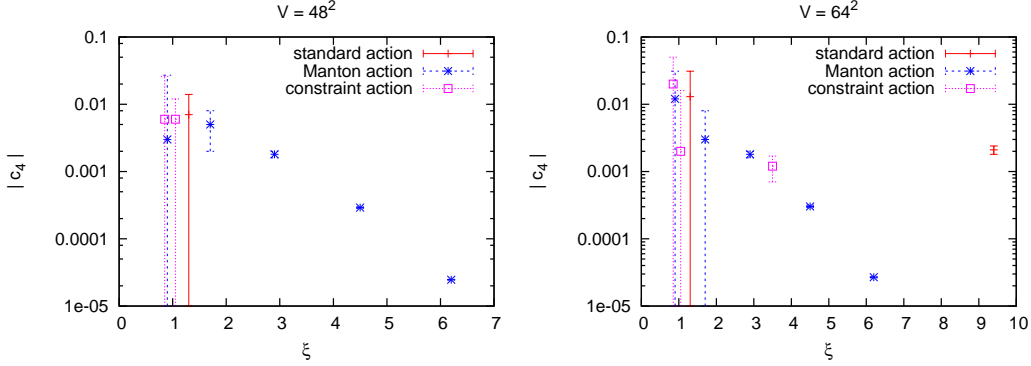 V = 48²
| c₄ |
0.1
0.01
0.001
0.0001
1e-05
standard action
Manton action
constraint action
0 1 2 3 4 5 6 7
ξ
V = 64²
| c₄ |
0.1
0.01
0.001
0.0001
1e-05
standard action
Manton action
constraint action
0 1 2 3 4 5 6 7 8 9 10
ξ